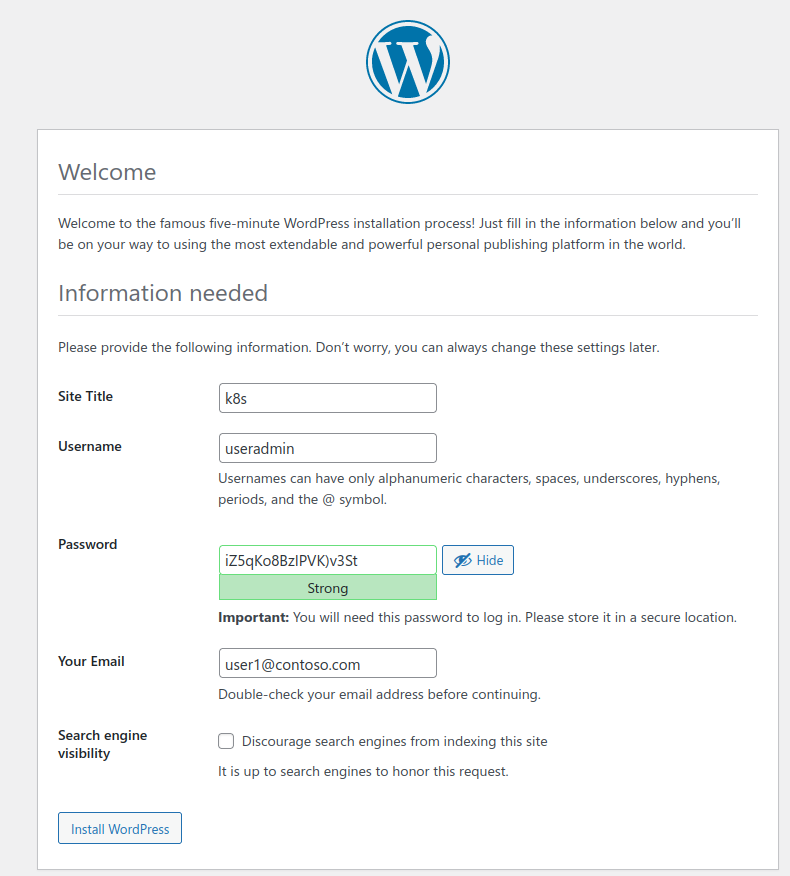 Welcome
Welcome to the famous five-minute WordPress installation process! Just fill in the information below and you’ll
be on your way to using the most extendable and powerful personal publishing platform in the world.
Information needed
Please provide the following information. Don’t worry, you can always change these settings later.
Site Title
k8s
Username
useradmin
Usernames can have only alphanumeric characters, spaces, underscores, hyphens,
periods, and the @ symbol.
Password
iZ5qKo8BzIPVK)v3St
Hide
Strong
Important: You will need this password to log in. Please store it in a secure location.
Your Email
user1@contoso.com
Double-check your email address before continuing.
Search engine
visibility
Discourage search engines from indexing this site
It is up to search engines to honor this request.
Install WordPress